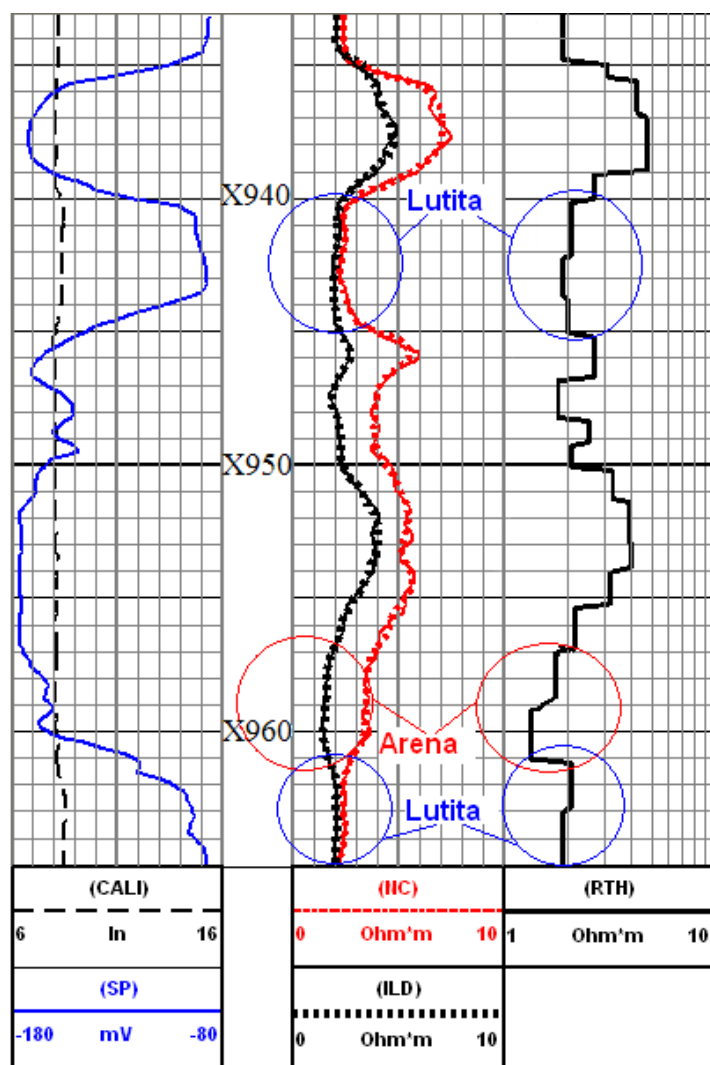 X940
Lutita
X950
X960
Arena
Lutita
(CALI)
6 In 16
(SP)
-180 mV -80
(NC)
0 Ohm*m 10
(ILD)
0 Ohm*m 10
(RTH)
1 Ohm*m 10